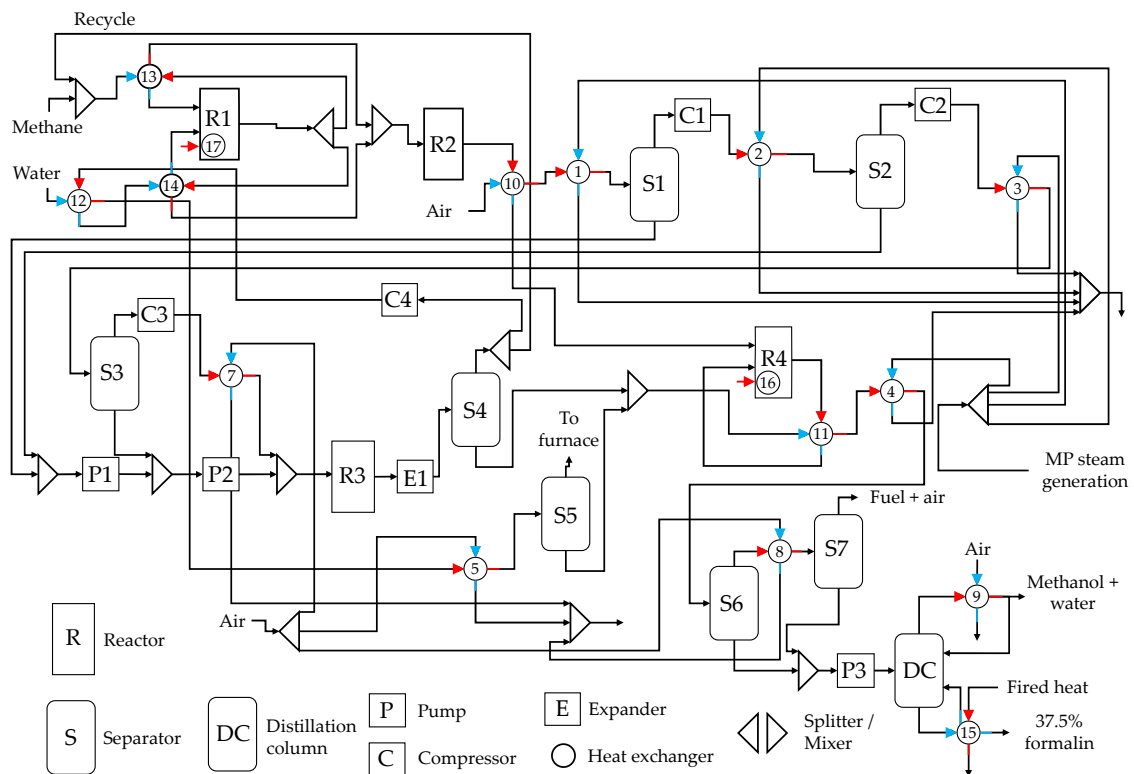 Recycle
13
C1
C2
Methane
R1
17
R2
2
S2
Water
14
10
1
S1
3
12
Air
C4
C3
S3
7
S4
R4
16
4
To
furnace
11
P1
P2
R3
E1
MP steam
generation
S5
Fuel + air
S7
8
5
S6
Air
Air
9
Methanol +
water
R
Reactor
P3
DC
Fired heat
S
Separator
DC
Distillation
column
P
Pump
E
Expander
Splitter /
Mixer
15
37.5%
formalin
C
Compressor
Heat exchanger